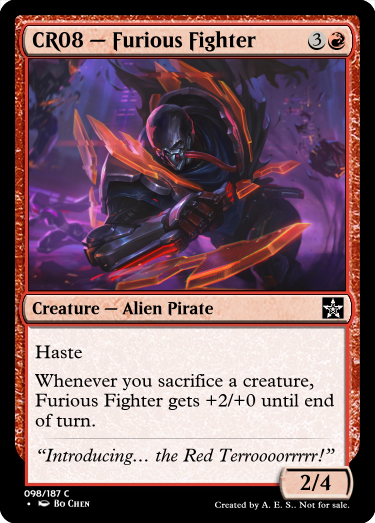 CR08 — Furious Fighter 3
Creature — Alien Pirate
Haste
Whenever you sacrifice a creature,
Furious Fighter gets +2/+0 until end
of turn.
“Introducing… the Red Terroooorrrrr!”
2/4
098/187 C
• Bo Chen
Created by A. E. S.. Not for sale.